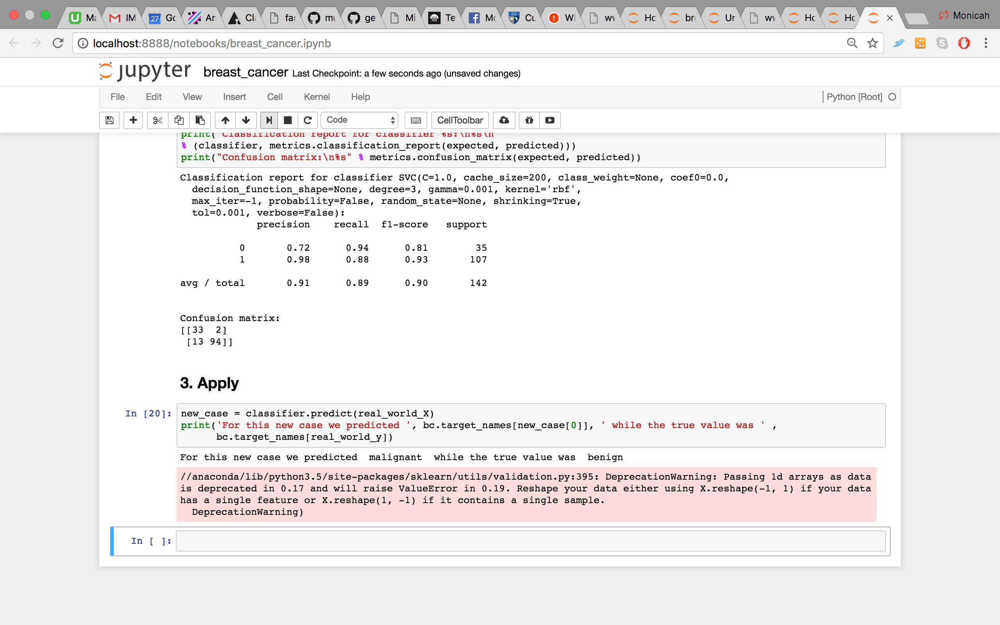 Ma IM 27 Go An Cl far mu ge Mi Te Mo Cu Wl Ho bre Ur Ho Ho Monicah
localhost:8888/notebooks/breast_cancer.ipynb
jupyter breast_cancer Last Checkpoint: a few seconds ago (unsaved changes)
File Edit View Insert Cell Kernel Help Python [Root]
Code CellToolbar
print("Classification report for classifier %s:\n%s\n"
% (classifier, metrics.classification_report(expected, predicted)))
print("Confusion matrix:\n%s" % metrics.confusion_matrix(expected, predicted))
Classification report for classifier SVC(C=1.0, cache_size=200, class_weight=None, coef0=0.0,
decision_function_shape=None, degree=3, gamma=0.001, kernel='rbf',
max_iter=-1, probability=False, random_state=None, shrinking=True,
tol=0.001, verbose=False):
precision recall f1-score support
0 0.72 0.94 0.81 35
1 0.98 0.88 0.93 107
avg / total 0.91 0.89 0.90 142
Confusion matrix:
[[33 2]
[13 94]]
3. Apply
In [20]: new_case = classifier.predict(real_world_X)
print('For this new case we predicted ', bc.target_names[new_case[0]], ' while the true value was ' ,
bc.target_names[real_world_y])
For this new case we predicted malignant while the true value was benign
//anaconda/lib/python3.5/site-packages/sklearn/utils/validation.py:395: DeprecationWarning: Passing 1d arrays as data
is deprecated in 0.17 and will raise ValueError in 0.19. Reshape your data either using X.reshape(-1, 1) if your data
has a single feature or X.reshape(1, -1) if it contains a single sample.
DeprecationWarning)
In [ ]: